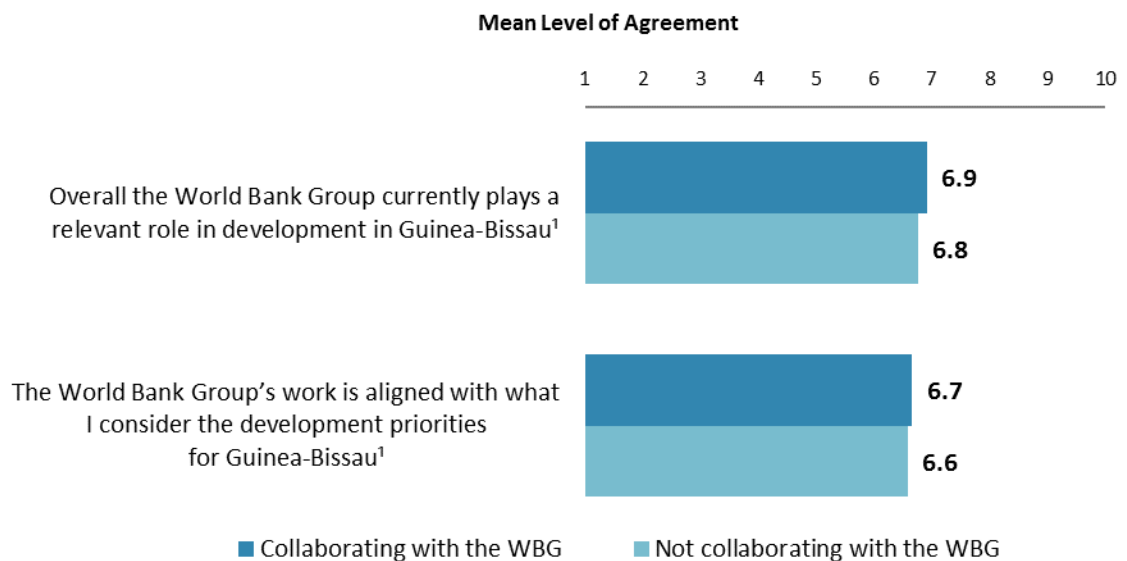 Mean Level of Agreement
1 2 3 4 5 6 7 8 9 10
Overall the World Bank Group currently plays a
relevant role in development in Guinea-Bissau¹
6.9
6.8
The World Bank Group’s work is aligned with what
I consider the development priorities
for Guinea-Bissau¹
6.7
6.6
Collaborating with the WBG Not collaborating with the WBG